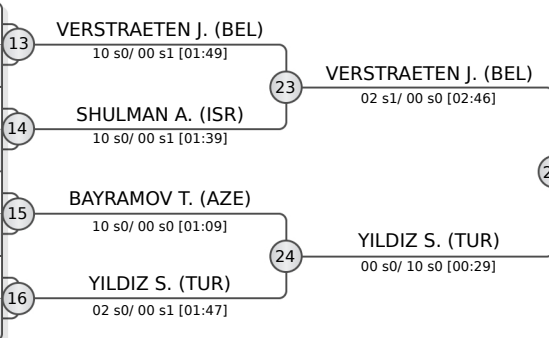 13
VERSTRAETEN J. (BEL)
10 s0/ 00 s1 [01:49]
23
VERSTRAETEN J. (BEL)
02 s1/ 00 s0 [02:46]
14
SHULMAN A. (ISR)
10 s0/ 00 s1 [01:39]
15
BAYRAMOV T. (AZE)
10 s0/ 00 s0 [01:09]
24
YILDIZ S. (TUR)
00 s0/ 10 s0 [00:29]
16
YILDIZ S. (TUR)
02 s0/ 00 s1 [01:47]